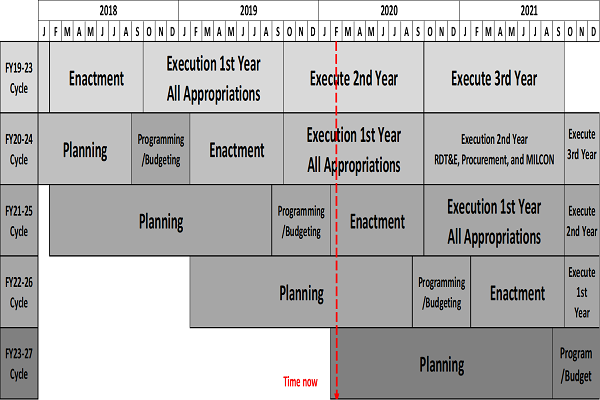 2018 2019 2020 2021
J F M A M J J A S O N D J F M A M J J A S O N D J F M A M J J A S O N D J F M A M J J A S O N D
FY19-23
Cycle
Enactment
Execution 1st Year
All Appropriations
Execute 2nd Year
Execute 3rd Year
FY20-24
Cycle
Planning
Programming
/Budgeting
Enactment
Execution 1st Year
All Appropriations
Execution 2nd Year
RDT&E, Procurement, and MILCON
Execute
3rd Year
FY21-25
Cycle
Planning
Programming
/Budgeting
Enactment
Execution 1st Year
All Appropriations
Execute
2nd Year
FY22-26
Cycle
Planning
Programming
/Budgeting
Enactment
Execute
1st
Year
FY23-27
Cycle
Time now
Planning
Program
/Budget